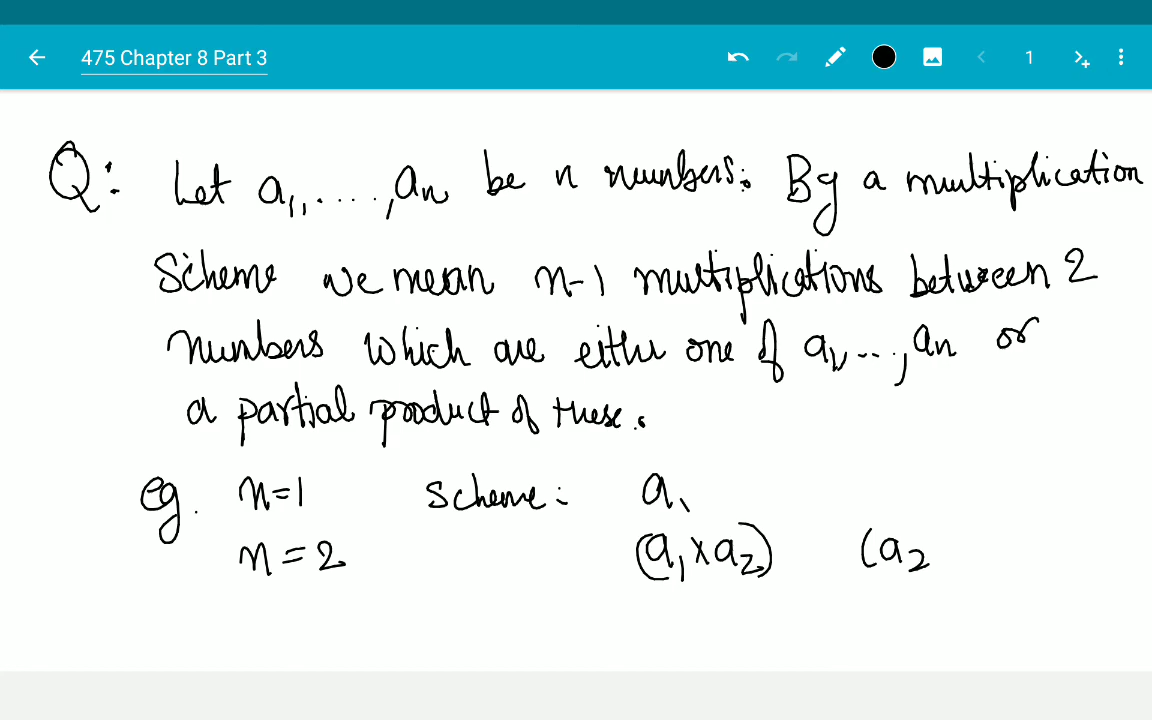 475 Chapter 8 Part 3
1
Q: Let a1, ...., an be n numbers. By a multiplication
Scheme we mean n-1 multiplications between 2
numbers which are either one of a1, ..., an or
a partial product of these.
eg. n=1 Scheme: a1
n=2 (a1 x a2) (a2